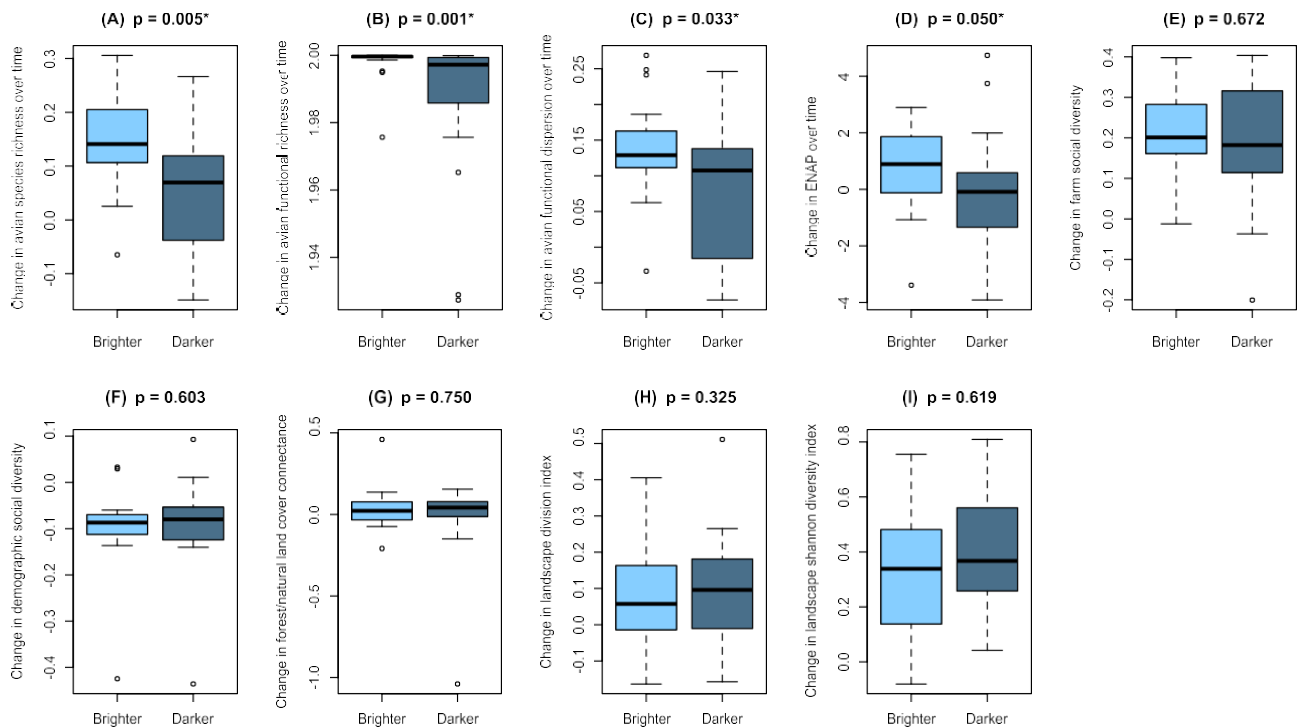 (A) p = 0.005*
(B) p = 0.001*
(C) p = 0.033*
(D) p = 0.050*
(E) p = 0.672
Change in avian species richness over time
0.3
0.2
0.1
0.0
-0.1
Brighter
Darker
Change in avian functional richness over time
2.00
1.98
1.96
1.94
Brighter
Darker
Change in avian functional dispersion over time
0.25
0.15
0.05
-0.05
Brighter
Darker
Change in ENAP over time
4
2
0
-2
-4
Brighter
Darker
Change in farm social diversity
0.4
0.3
0.2
0.1
0.0
-0.1
-0.2
Brighter
Darker
(F) p = 0.603
(G) p = 0.750
(H) p = 0.325
(I) p = 0.619
Change in demographic social diversity
0.1
0.0
-0.1
-0.2
-0.3
-0.4
Brighter
Darker
Change in forest/natural land cover connectance
0.5
0.0
-0.5
-1.0
Brighter
Darker
Change in landscape division index
0.5
0.4
0.3
0.2
0.1
0.0
-0.1
Brighter
Darker
Change in landscape shannon diversity index
0.8
0.6
0.4
0.2
0.0
Brighter
Darker